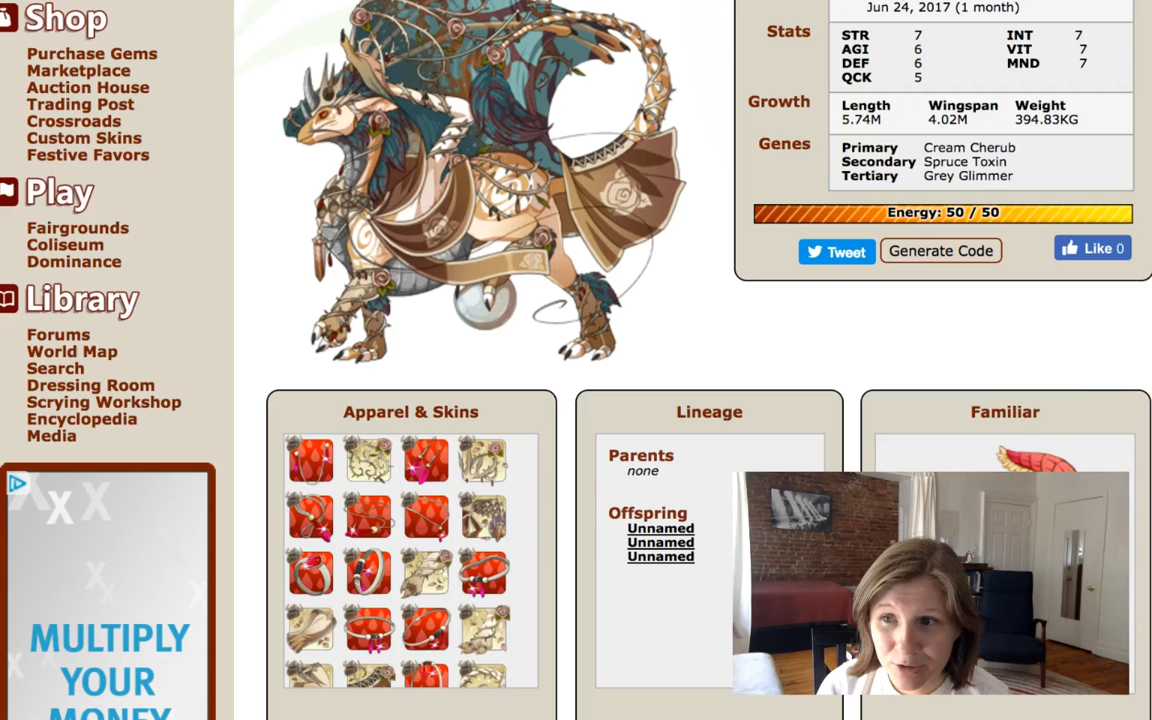 Shop
Purchase Gems
Marketplace
Auction House
Trading Post
Crossroads
Custom Skins
Festive Favors
Play
Fairgrounds
Coliseum
Dominance
Library
Forums
World Map
Search
Dressing Room
Scrying Workshop
Encyclopedia
Media
X X X
MULTIPLY
YOUR
MONEY
Jun 24, 2017 (1 month)
Stats
STR 7 INT 7
AGI 6 VIT 7
DEF 6 MND 7
QCK 5
Growth
Length Wingspan Weight
5.74M 4.02M 394.83KG
Genes
Primary Cream Cherub
Secondary Spruce Toxin
Tertiary Grey Glimmer
Energy: 50 / 50
Tweet Generate Code Like 0
Apparel & Skins
Lineage
Parents
none
Offspring
Unnamed
Unnamed
Unnamed
Familiar